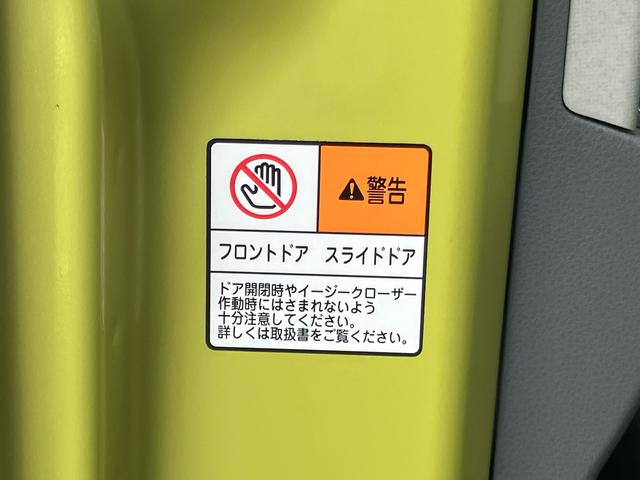 警告
フロントドア スライドドア
ドア開閉時やイージークローザー
作動時にはさまれないよう
十分注意してください。
詳しくは取扱書をご覧ください。